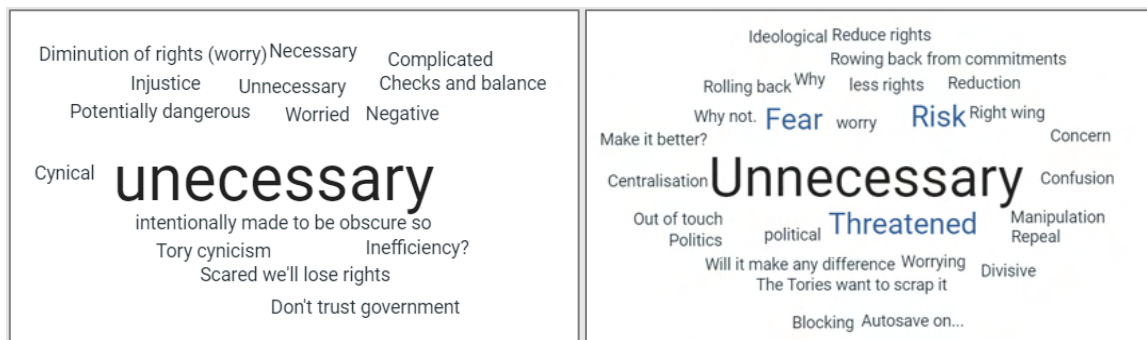 Diminution of rights (worry) Necessary Complicated
Injustice Unnecessary Checks and balance
Potentially dangerous Worried Negative
Cynical unecessary
intentionally made to be obscure so
Tory cynicism Inefficiency?
Scared we'll lose rights
Don't trust government
Ideological Reduce rights
Rowing back from commitments
Rolling back Why less rights Reduction
Why not. Fear worry Risk Right wing
Make it better? Concern
Centralisation Unnecessary Confusion
Out of touch Threatened Manipulation
Politics political Repeal
Will it make any difference Worrying Divisive
The Tories want to scrap it
Blocking Autosave on...